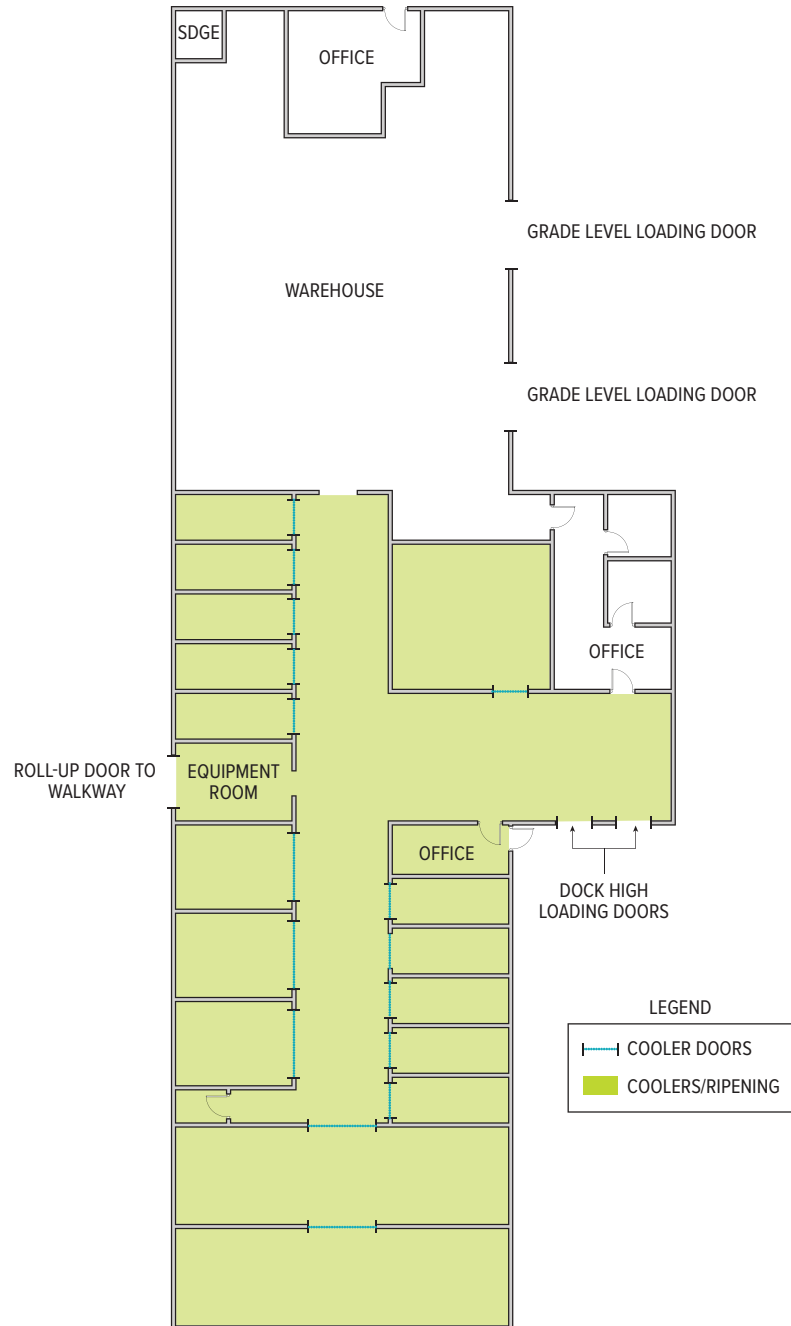 SDGE
OFFICE
GRADE LEVEL LOADING DOOR
WAREHOUSE
GRADE LEVEL LOADING DOOR
OFFICE
ROLL-UP DOOR TO
WALKWAY
EQUIPMENT
ROOM
OFFICE
DOCK HIGH
LOADING DOORS
LEGEND
COOLER DOORS
COOLERS/RIPENING